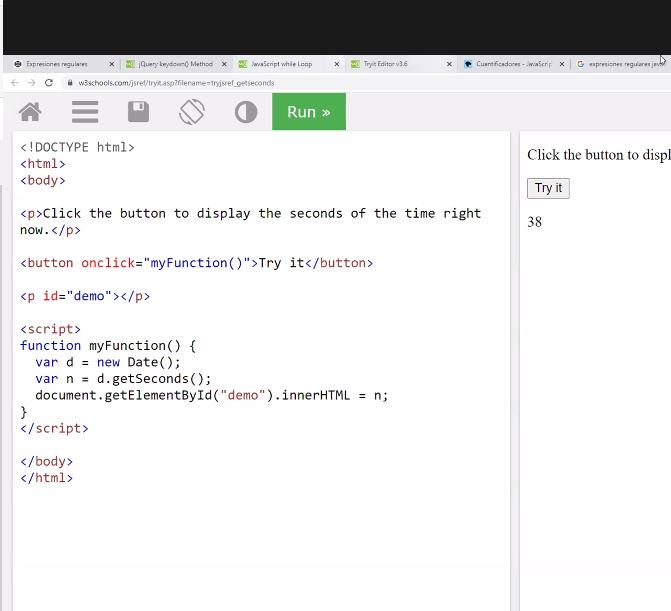 Expresiones regulares
jQuery keydown() Method
JavaScript while Loop
Tryit Editor v3.6
Cuantificadores - JavaScrip
expresiones regulares java
w3schools.com/jsref/tryit.asp?filename=tryjsref_getseconds
Run »
<!DOCTYPE html>
<html>
<body>
<p>Click the button to display the seconds of the time right
now.</p>
<button onclick="myFunction()">Try it</button>
<p id="demo"></p>
<script>
function myFunction() {
  var d = new Date();
  var n = d.getSeconds();
  document.getElementById("demo").innerHTML = n;
}
</script>
</body>
</html>
Click the button to displ
Try it
38